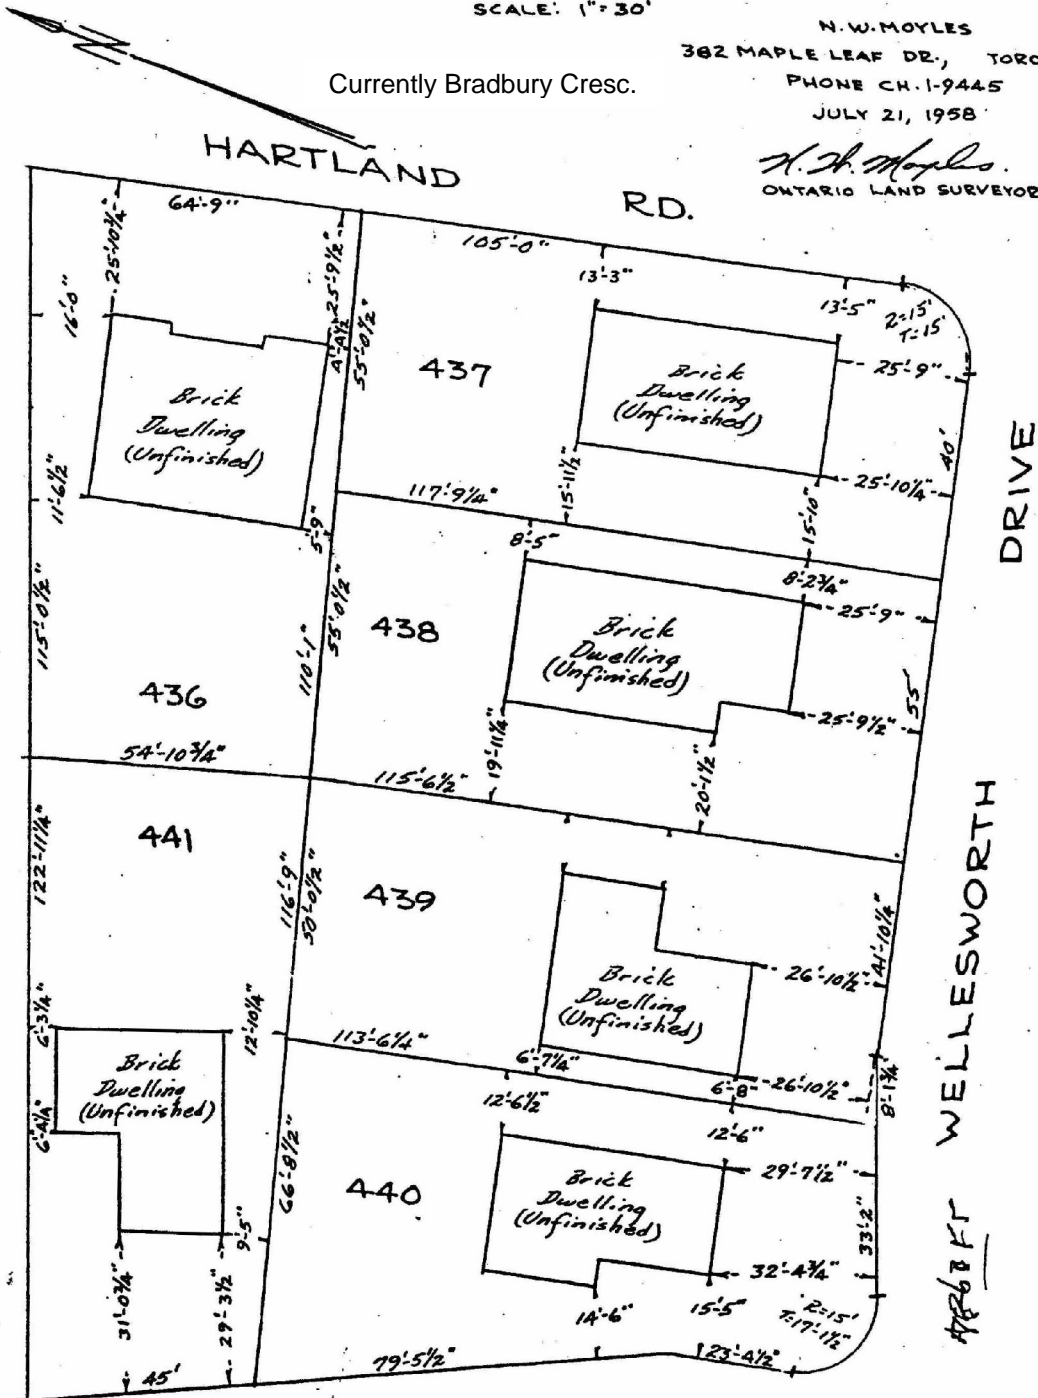 SCALE: 1"=30'
N.W. MOYLES
382 MAPLE LEAF DR., TORO
PHONE CH. 1-9445
JULY 21, 1958
N. W. Moyles.
ONTARIO LAND SURVEYOR
N
Currently Bradbury Cresc.
HARTLAND RD.
64'-9"
105'-0"
25'-10¾"
25'-9½"
16'-0"
4'-4½
55'-0½"
13'-3"
13'-5"
R=15'
T=15'
437
25'-9"
Brick
Dwelling
(Unfinished)
Brick
Dwelling
(Unfinished)
40'
DRIVE
11'-6½"
117'-9¼"
15'-11½"
25'-10¼"
15'-10"
5'-9"
8'-5"
8'-2¾"
115'-0½"
110'-1"
55'-0½"
438
Brick
Dwelling
(Unfinished)
25'-9"
436
55'
25'-9½"
54'-10¾"
19'-11¼"
115'-6½"
20'-1½"
441
122'-11¼"
116'-9"
50'-0½"
439
WELLESWORTH
41'-10¼"
Brick
Dwelling
(Unfinished)
26'-10½"
6'-3¼"
12'-10¼"
113'-6¼"
6'-7¼"
6'-8"
26'-10½"
8'-1¾"
Brick
Dwelling
(Unfinished)
12'-6½"
12'-6"
6'-4¼"
66'-8½"
440
Brick
Dwelling
(Unfinished)
29'-7½"
33'-2"
9'-5"
32'-4¾"
31'-0¾"
29'-3½"
14'-6"
15'-5"
R=15'
T=17'-1½"
45'
79'-5½"
23'-4½"